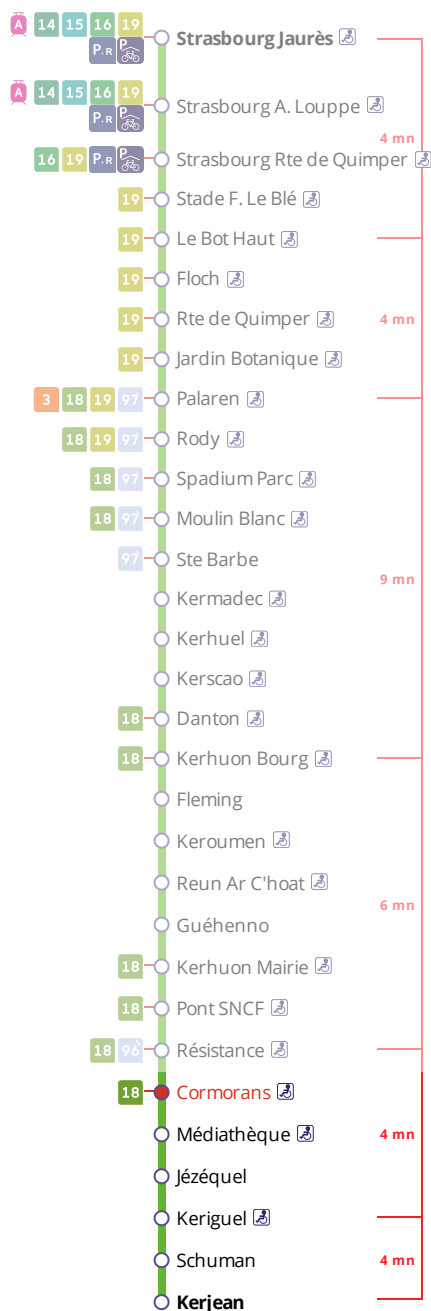 A 14 15 16 19 Strasbourg Jaurès
P+R P
A 14 15 16 19 Strasbourg A. Louppe
P+R P
4 mn
16 19 P+R P Strasbourg Rte de Quimper
19 Stade F. Le Blé
19 Le Bot Haut
19 Floch
19 Rte de Quimper 4 mn
19 Jardin Botanique
3 18 19 97 Palaren
18 19 97 Rody
18 97 Spadium Parc
18 97 Moulin Blanc
97 Ste Barbe
9 mn
Kermadec
Kerhuel
Kerscao
18 Danton
18 Kerhuon Bourg
Fleming
Keroumen
Reun Ar C'hoat
6 mn
Guéhenno
18 Kerhuon Mairie
18 Pont SNCF
18 96 Résistance
18 Cormorans
Médiathèque 4 mn
Jézéquel
Keriguel
Schuman 4 mn
Kerjean